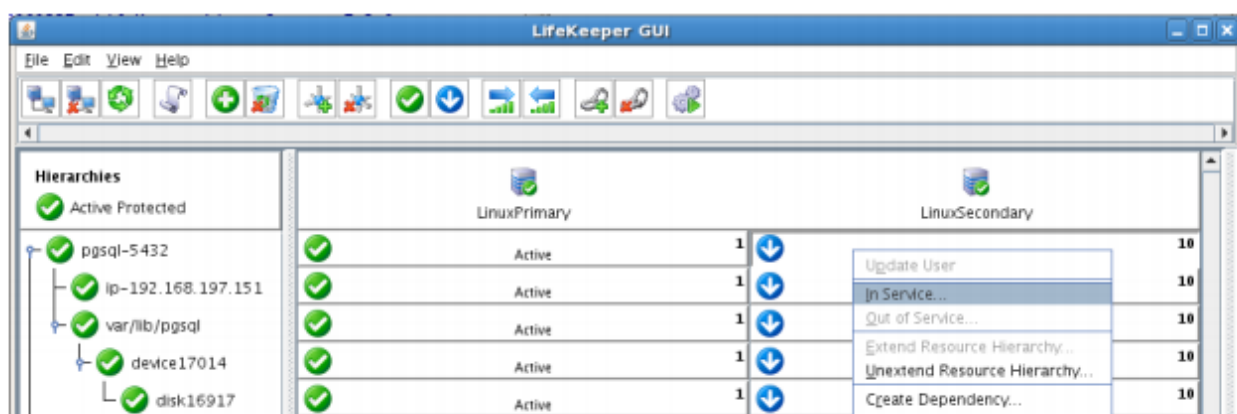 LifeKeeper GUI
File Edit View Help
Hierarchies
Active Protected
LinuxPrimary
LinuxSecondary
pgsql-5432
Active
1
10
ip-192.168.197.151
Active
1
10
var/lib/pgsql
Active
1
10
device17014
Active
1
10
disk16917
Active
1
10
Update User
In Service...
Out of Service...
Extend Resource Hierarchy...
Unextend Resource Hierarchy...
Create Dependency...